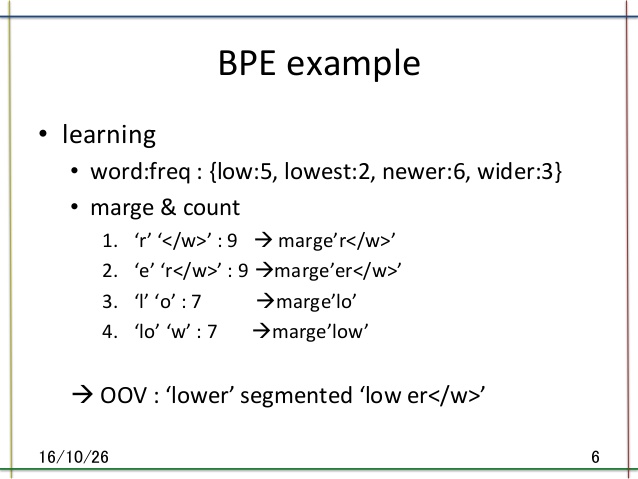 BPE example
• learning
• word:freq : {low:5, lowest:2, newer:6, wider:3}
• marge & count
1. ‘r’ ‘</w>’ : 9 → marge’r</w>’
2. ‘e’ ‘r</w>’ : 9 →marge’er</w>’
3. ‘l’ ‘o’ : 7 →marge’lo’
4. ‘lo’ ‘w’ : 7 →marge’low’
→ OOV : ‘lower’ segmented ‘low er</w>’
16/10/26 6